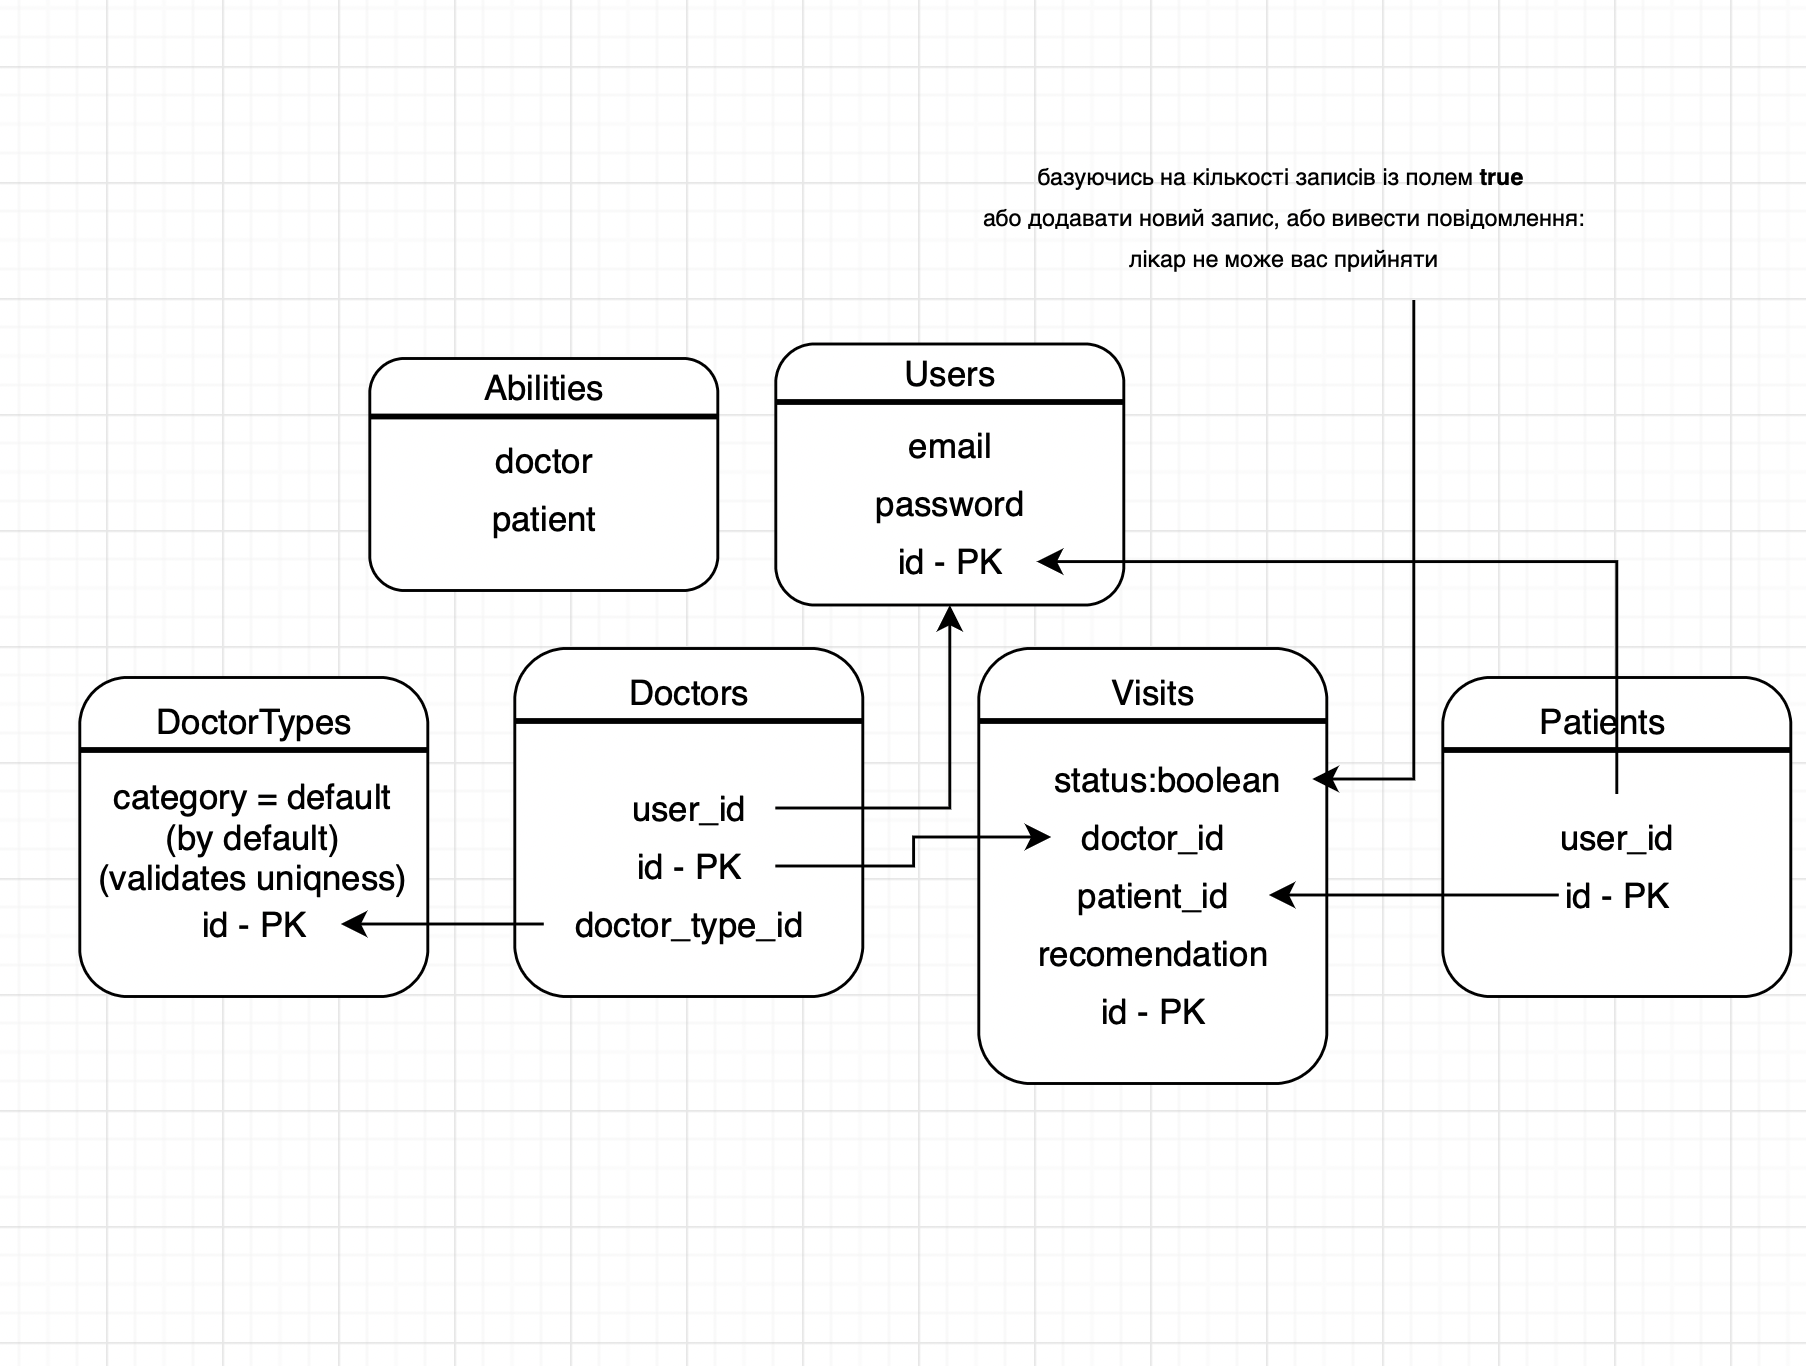 базуючись на кількості записів із полем true
або додавати новий запис, або вивести повідомлення:
лікар не може вас прийняти
Abilities
doctor
patient
Users
email
password
id - PK
DoctorTypes
category = default
(by default)
(validates uniqness)
id - PK
Doctors
user_id
id - PK
doctor_type_id
Visits
status:boolean
doctor_id
patient_id
recomendation
id - PK
Patients
user_id
id - PK